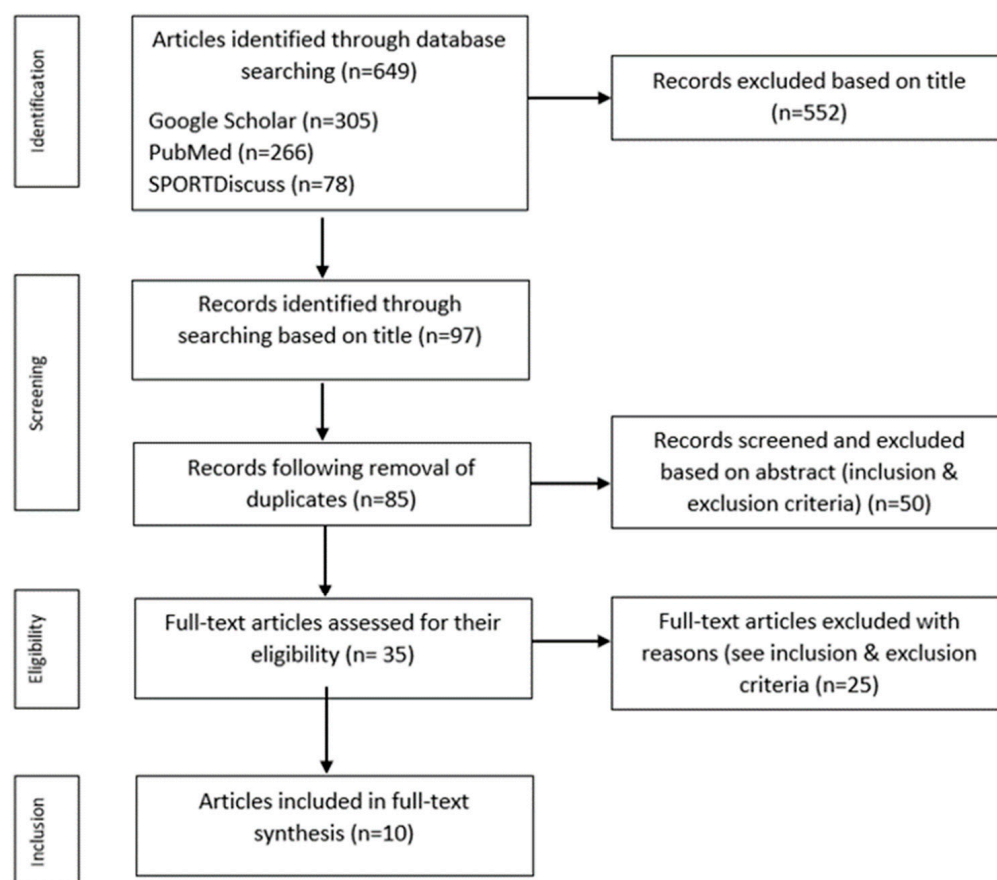 Identification
Articles identified through database
searching (n=649)
Google Scholar (n=305)
PubMed (n=266)
SPORTDiscuss (n=78)
Records excluded based on title
(n=552)
Screening
Records identified through
searching based on title (n=97)
Records following removal of
duplicates (n=85)
Records screened and excluded
based on abstract (inclusion &
exclusion criteria) (n=50)
Eligibility
Full-text articles assessed for their
eligibility (n= 35)
Full-text articles excluded with
reasons (see inclusion & exclusion
criteria (n=25)
Inclusion
Articles included in full-text
synthesis (n=10)